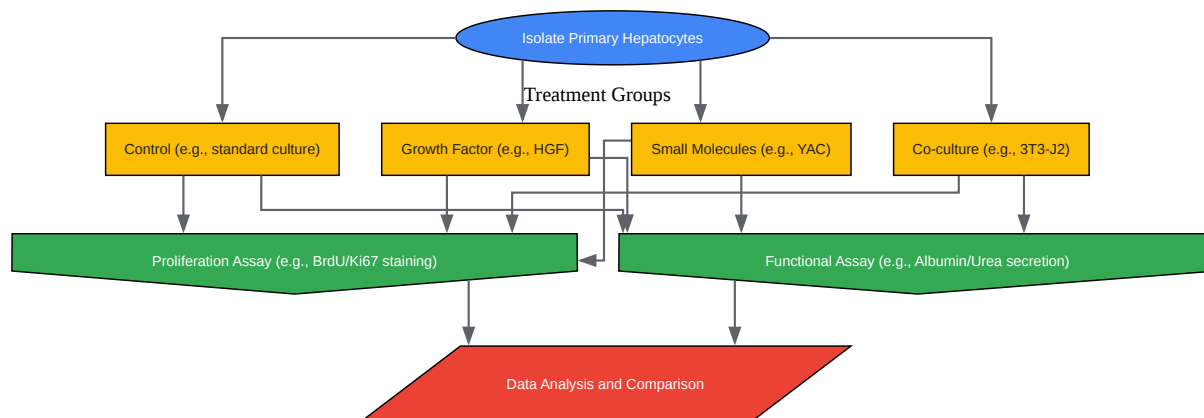 Isolate Primary Hepatocytes
Treatment Groups
Control (e.g., standard culture)
Growth Factor (e.g., HGF)
Small Molecules (e.g., YAC)
Co-culture (e.g., 3T3-J2)
Proliferation Assay (e.g., BrdU/Ki67 staining)
Functional Assay (e.g., Albumin/Urea secretion)
Data Analysis and Comparison